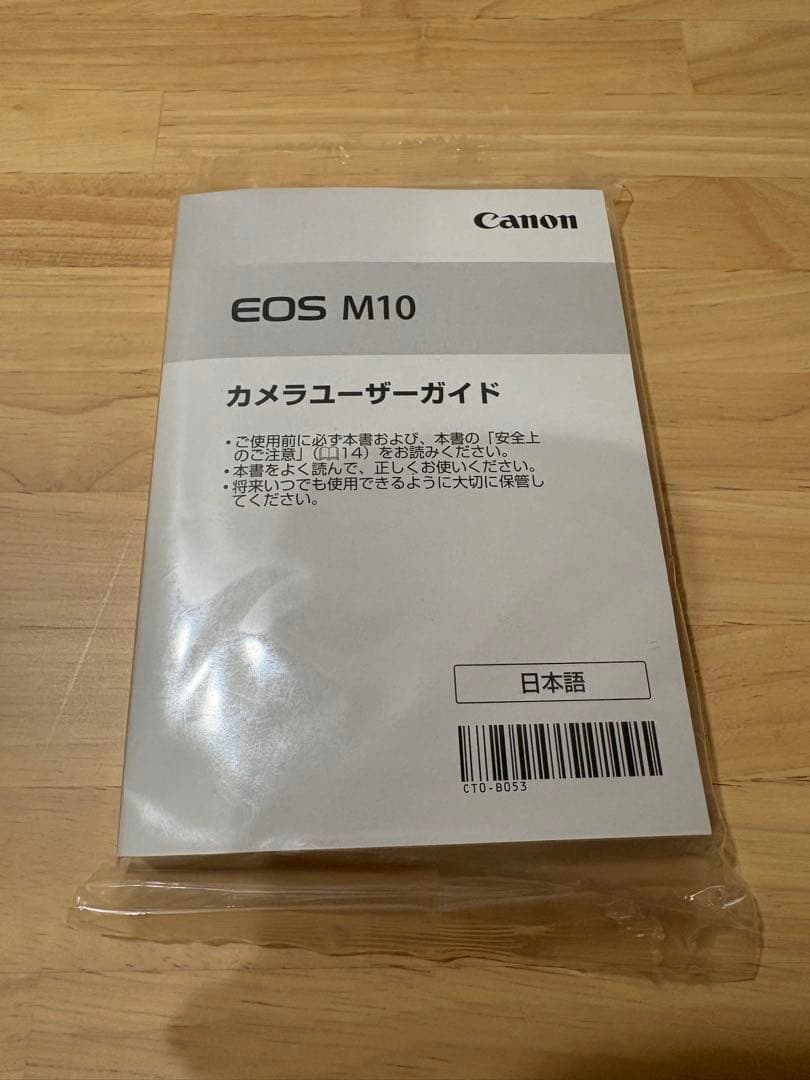 Canon
EOS M10
カメラユーザーガイド
・ご使用前に必ず本書および、本書の「安全上
のご注意」(📖14)をお読みください。
・本書をよく読んで、正しくお使いください。
・将来いつでも使用できるように大切に保管し
てください。
日本語
CT0-B053